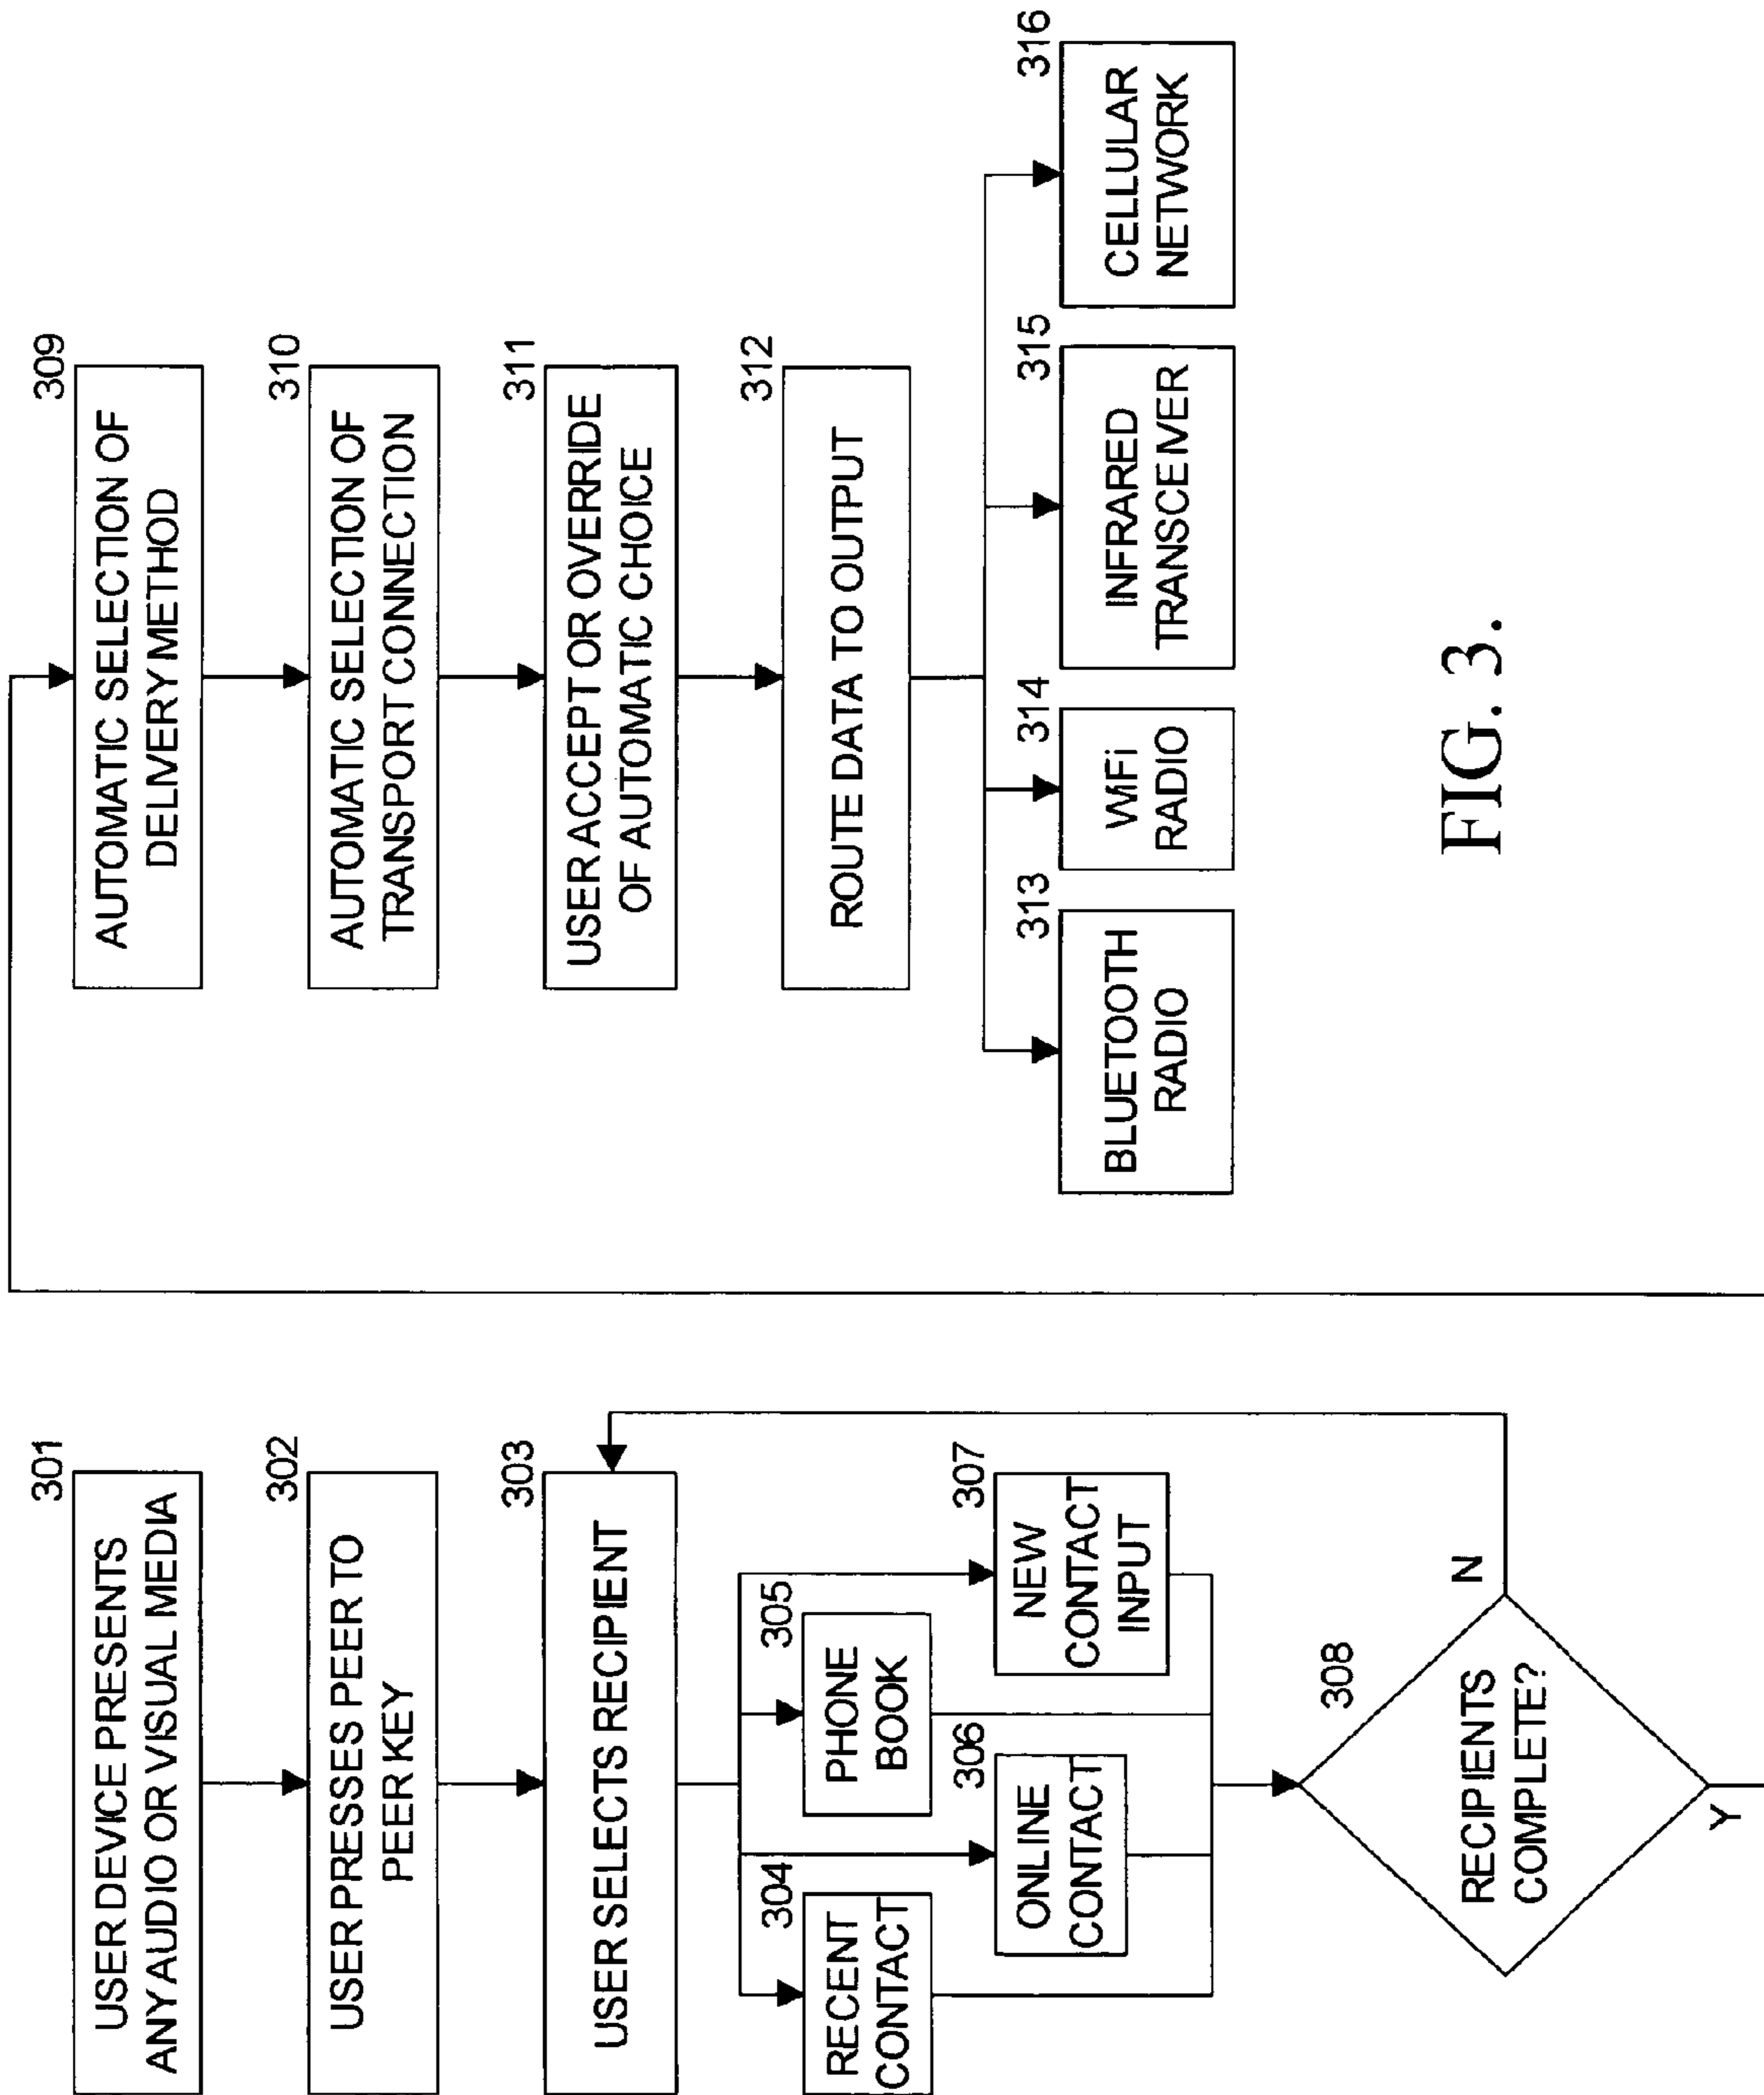 301
USER DEVICE PRESENTS
ANY AUDIO OR VISUAL MEDIA
302
USER PRESSES PEER TO
PEER KEY
303
USER SELECTS RECIPIENT
304
RECENT
CONTACT
305
PHONE
BOOK
306
ONLINE
CONTACT
307
NEW
CONTACT
INPUT
308
RECIPIENTS
COMPLETE?
N
Y
309
AUTOMATIC SELECTION OF
DELIVERY METHOD
310
AUTOMATIC SELECTION OF
TRANSPORT CONNECTION
311
USER ACCEPT OR OVERRIDE
OF AUTOMATIC CHOICE
312
ROUTE DATA TO OUTPUT
313
BLUETOOTH
RADIO
314
WiFi
RADIO
315
INFRARED
TRANSCEIVER
316
CELLULAR
NETWORK
FIG. 3.